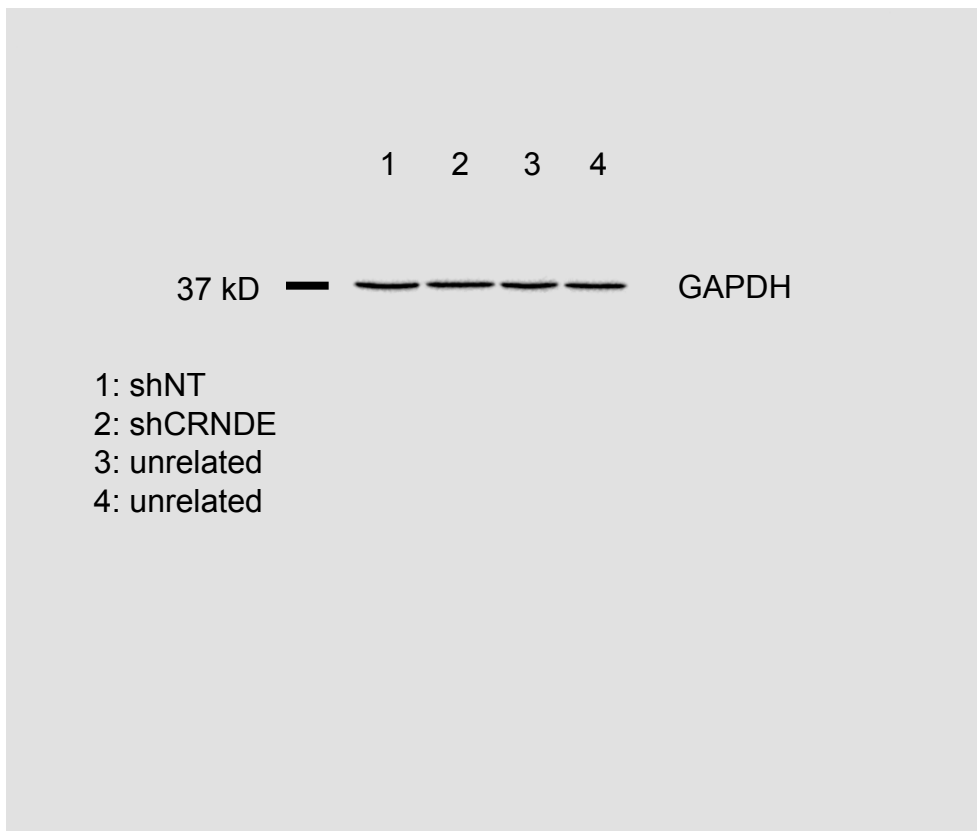 1 2 3 4
37 kD GAPDH
1: shNT
2: shCRNDE
3: unrelated
4: unrelated